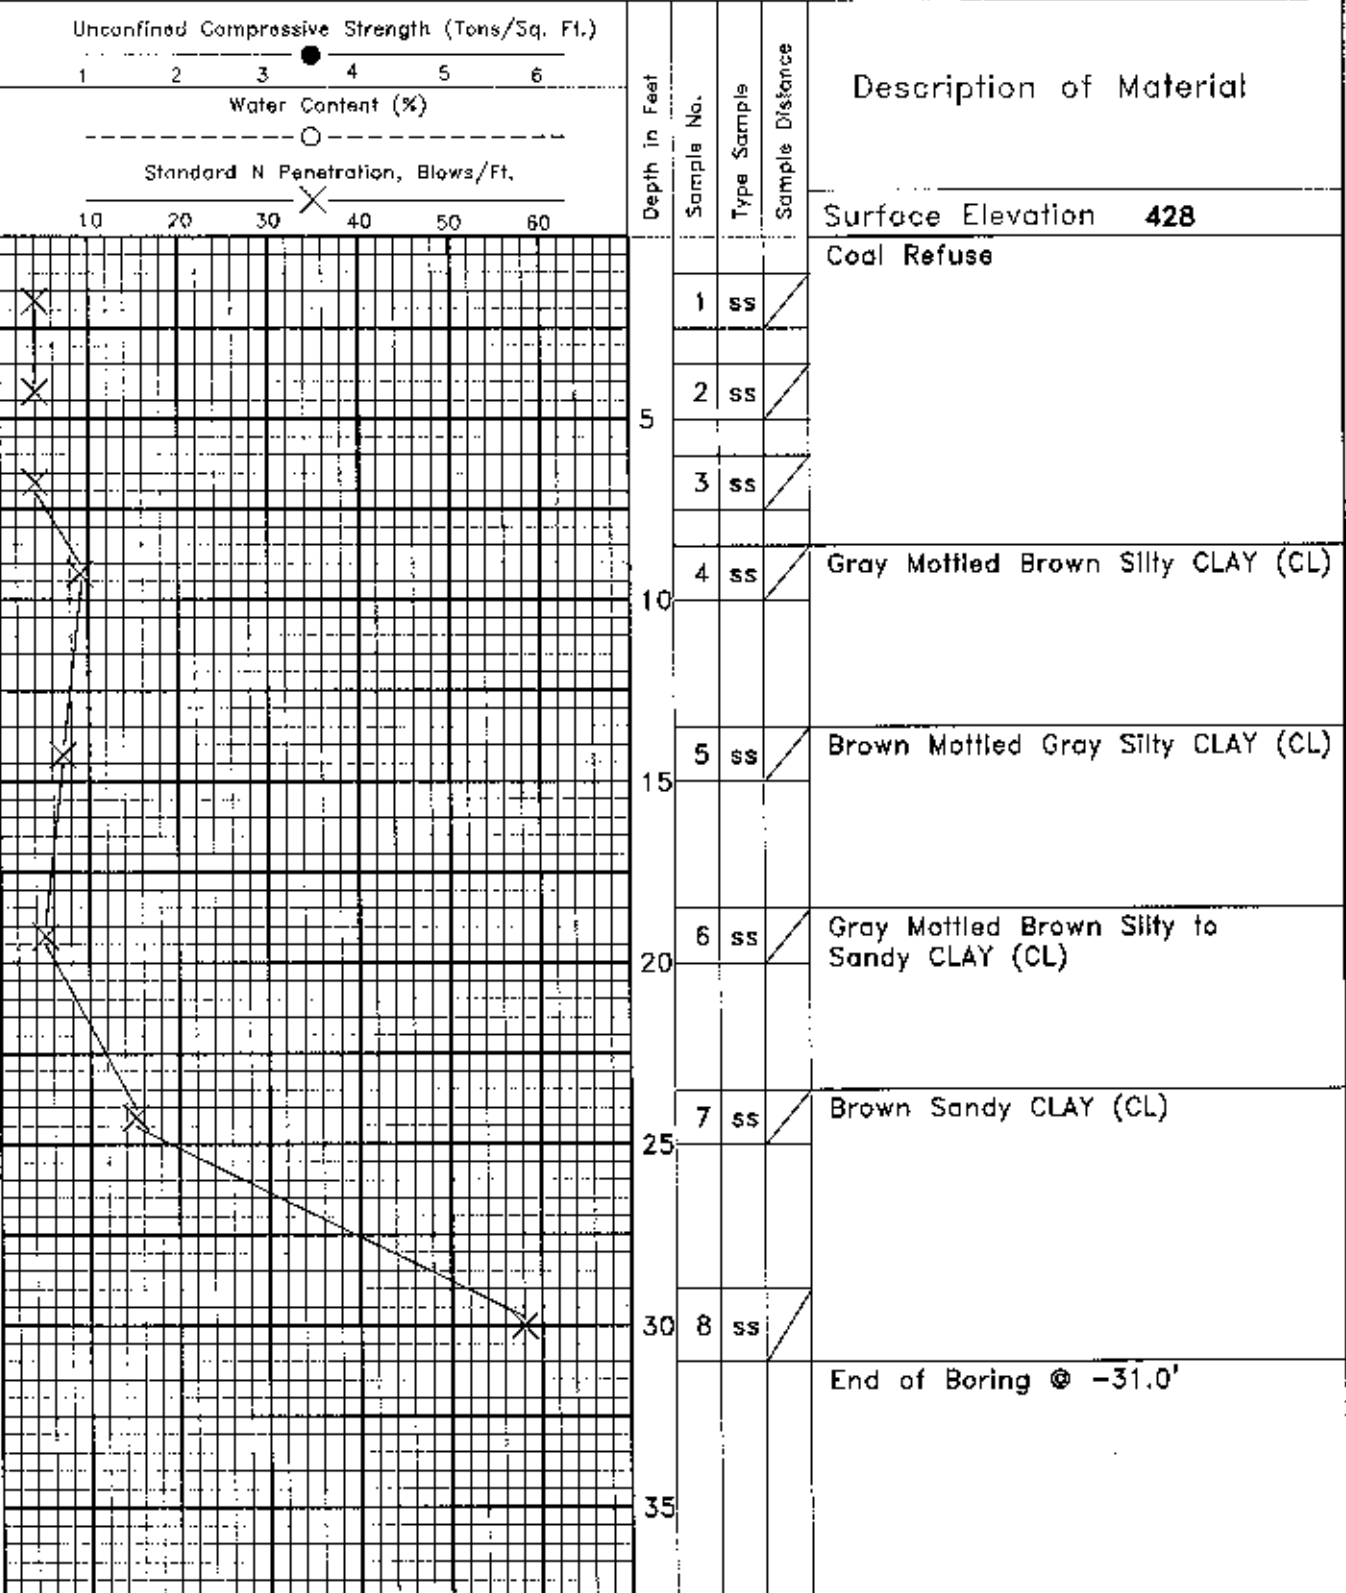 Unconfined Compressive Strength (Tons/Sq. Ft.)
1 2 3 4 5 6
Water Content (%)
Standard N Penetration, Blows/Ft.
10 20 30 40 50 60
Depth in Feet
Sample No.
Type Sample
Sample Distance
Description of Material
Surface Elevation 428
Coal Refuse
1 ss
2 ss
5
3 ss
4 ss Gray Mottled Brown Silty CLAY (CL)
10
5 ss Brown Mottled Gray Silty CLAY (CL)
15
6 ss Gray Mottled Brown Silty to
Sandy CLAY (CL)
20
7 ss Brown Sandy CLAY (CL)
25
30 8 ss
End of Boring @ -31.0'
35